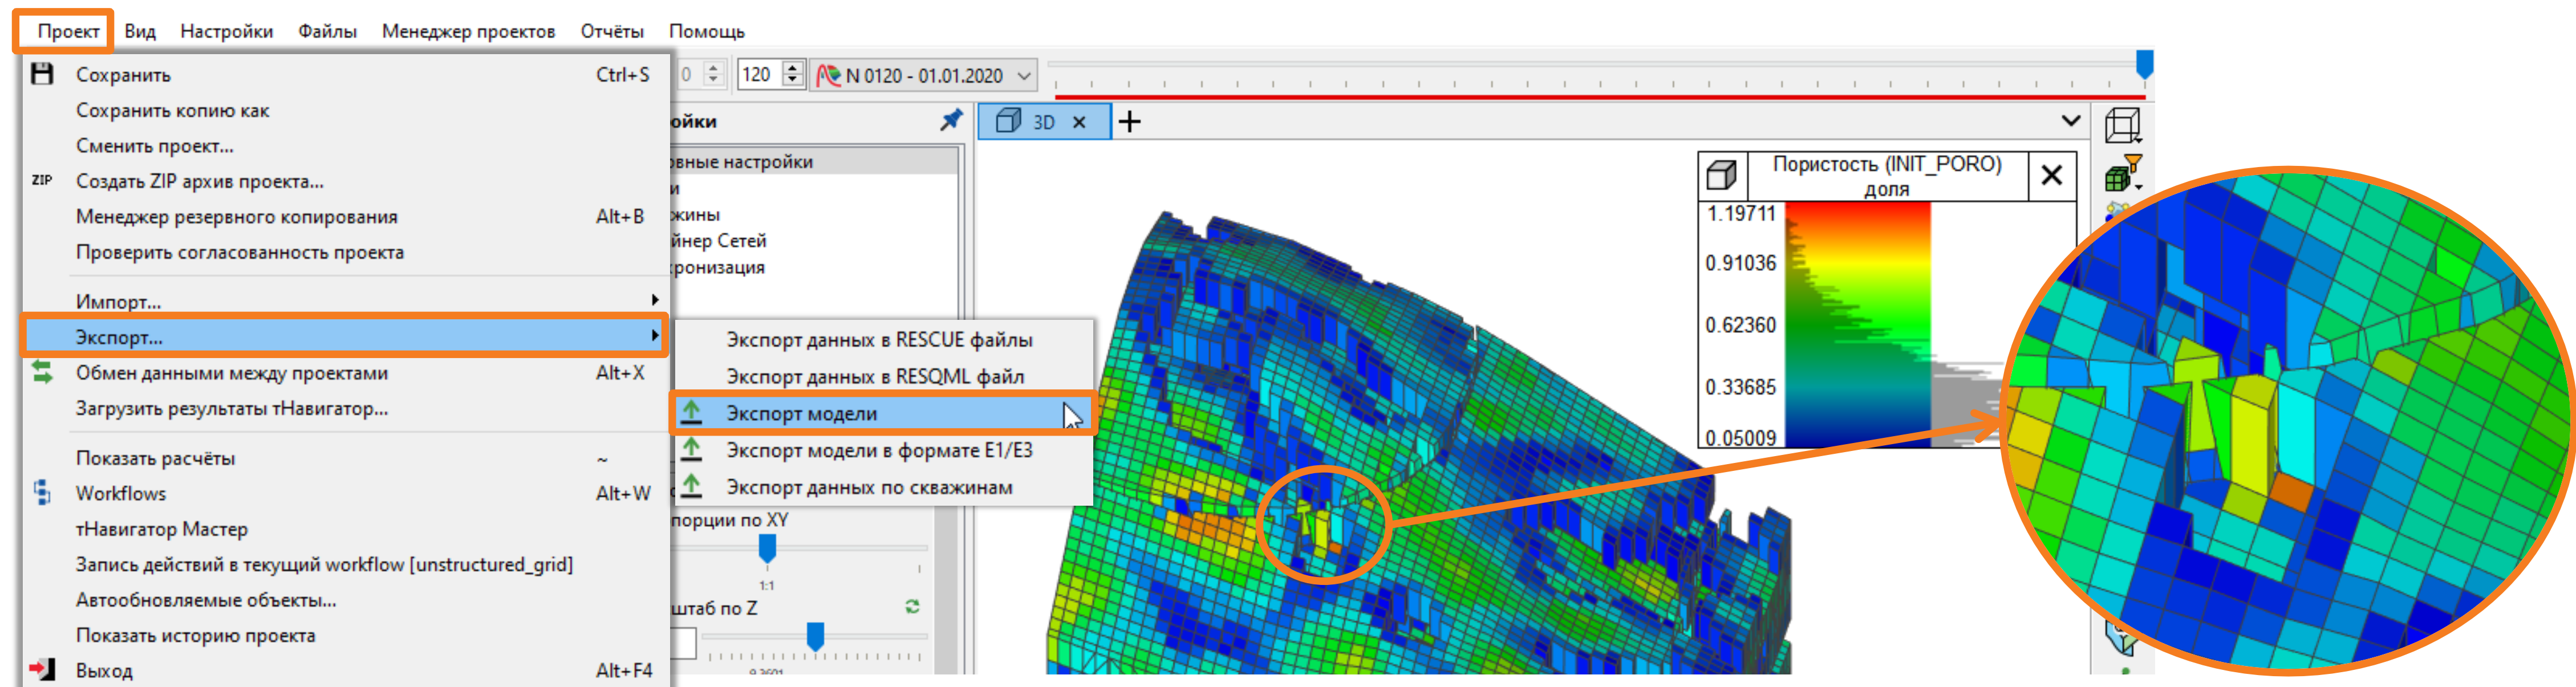 Проект Вид Настройки Файлы Менеджер проектов Отчёты Помощь
Сохранить Ctrl+S
0 120 N 0120 - 01.01.2020
Сохранить копию как
Сменить проект...
ZIP Создать ZIP архив проекта...
Менеджер резервного копирования Alt+B
Проверить согласованность проекта
Импорт...
Экспорт...
Обмен данными между проектами Alt+X
Загрузить результаты тНавигатор...
Показать расчёты ~
Workflows Alt+W
тНавигатор Мастер
Запись действий в текущий workflow [unstructured_grid]
Автообновляемые объекты...
Показать историю проекта
Выход Alt+F4
Экспорт данных в RESCUE файлы
Экспорт данных в RESQML файл
Экспорт модели
Экспорт модели в формате E1/E3
Экспорт данных по скважинам
ойки
3D
вные настройки
и
жины
йнер Сетей
ронизация
порции по XY
1:1
штаб по Z
Пористость (INIT_PORO)
доля
1.19711
0.91036
0.62360
0.33685
0.05009